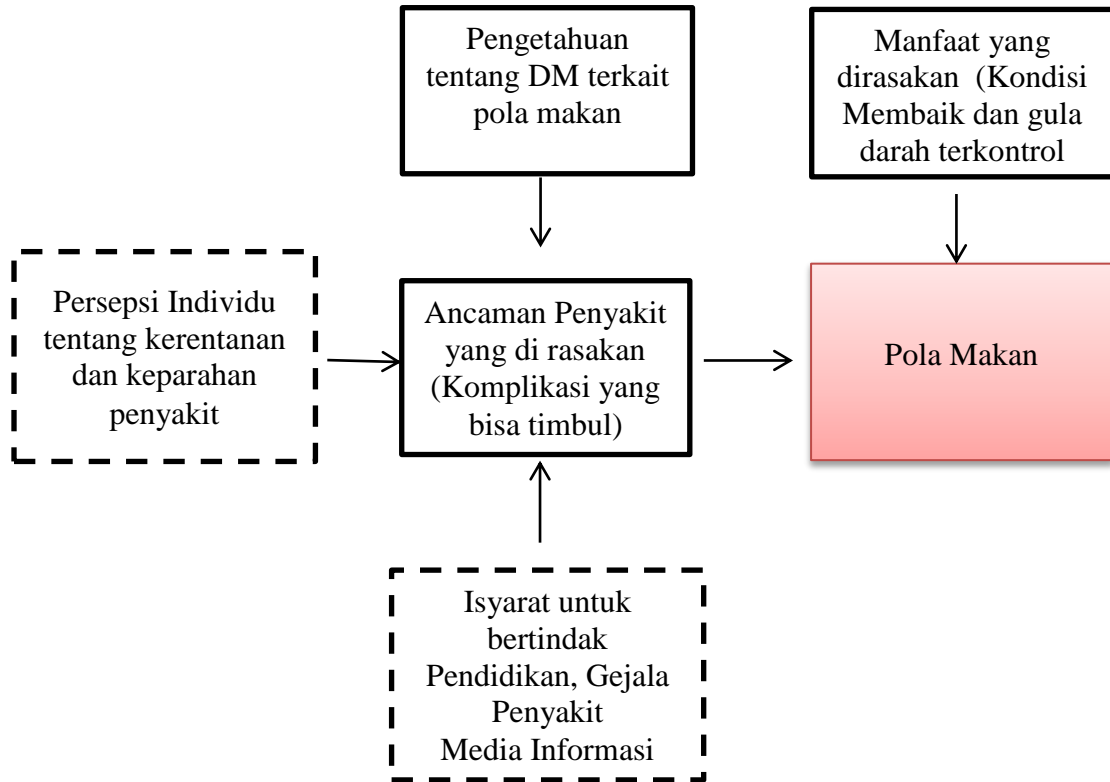 Pengetahuan
tentang DM terkait
pola makan
Manfaat yang
dirasakan (Kondisi
Membaik dan gula
darah terkontrol
Persepsi Individu
tentang kerentanan
dan keparahan
penyakit
Ancaman Penyakit
yang di rasakan
(Komplikasi yang
bisa timbul)
Pola Makan
Isyarat untuk
bertindak
Pendidikan, Gejala
Penyakit
Media Informasi